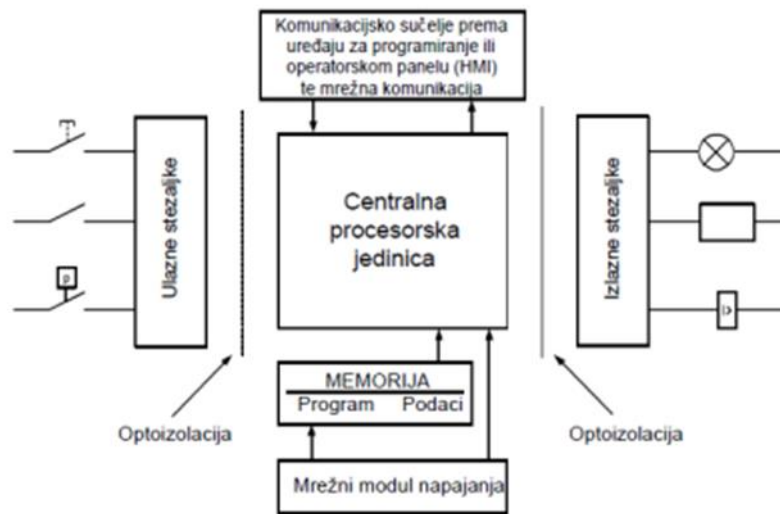 Komunikacijsko sučelje prema
uređaju za programiranje ili
operatorskom panelu (HMI)
te mrežna komunikacija
Ulazne stezaljke
Centralna
procesorska
jedinica
Izlazne stezaljke
p
MEMORIJA
Program Podaci
Optoizolacija
Optoizolacija
Mrežni modul napajanja